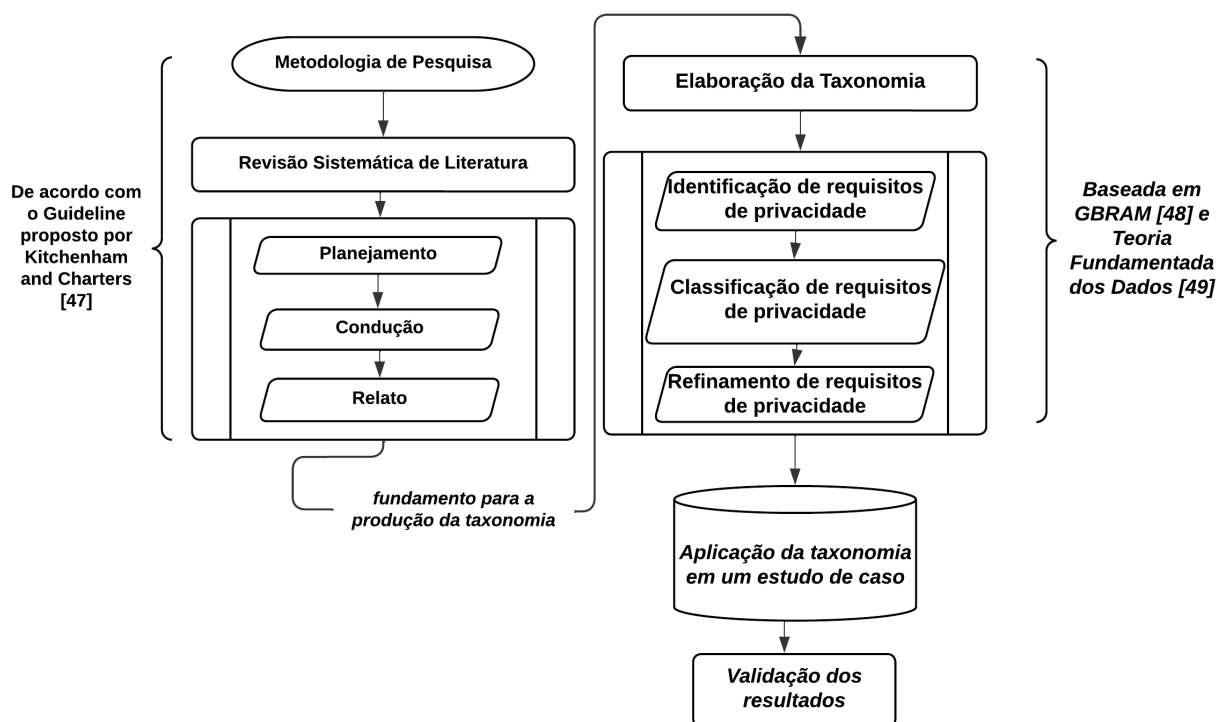 Metodologia de Pesquisa
Revisão Sistemática de Literatura
De acordo com
o Guideline
proposto por
Kitchenham
and Charters
[47]
Planejamento
Condução
Relato
fundamento para a
produção da taxonomia
Elaboração da Taxonomia
Identificação de requisitos
de privacidade
Classificação de requisitos
de privacidade
Refinamento de requisitos
de privacidade
Baseada em
GBRAM [48] e
Teoria
Fundamentada
dos Dados [49]
Aplicação da taxonomia
em um estudo de caso
Validação dos
resultados